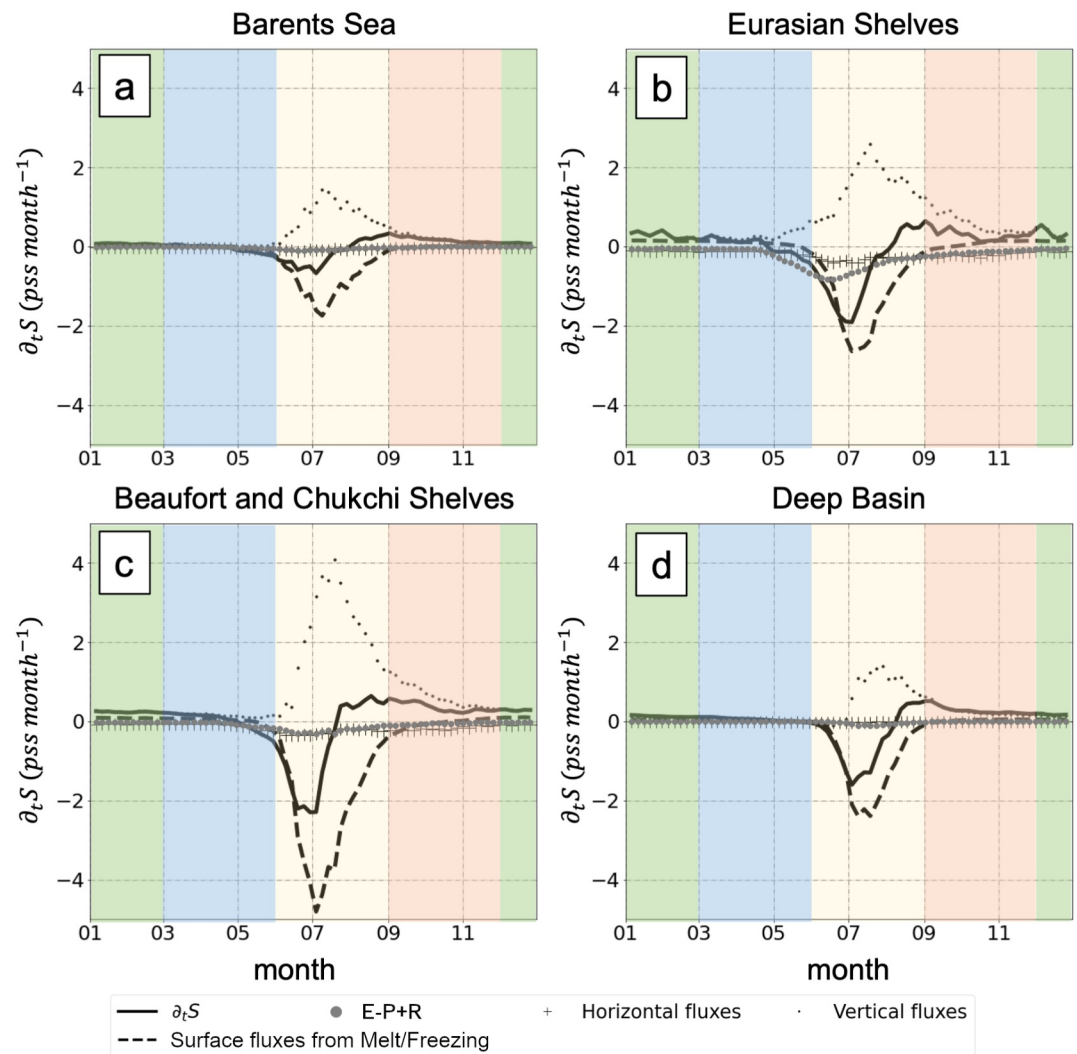 Barents Sea
Eurasian Shelves
a
b
4
2
0
−2
−4
∂ₜS (pss month⁻¹)
01 03 05 07 09 11
4
2
0
−2
−4
∂ₜS (pss month⁻¹)
01 03 05 07 09 11
Beaufort and Chukchi Shelves
Deep Basin
c
d
4
2
0
−2
−4
∂ₜS (pss month⁻¹)
01 03 05 07 09 11
month
4
2
0
−2
−4
∂ₜS (pss month⁻¹)
01 03 05 07 09 11
month
∂ₜS E-P+R Horizontal fluxes Vertical fluxes
Surface fluxes from Melt/Freezing